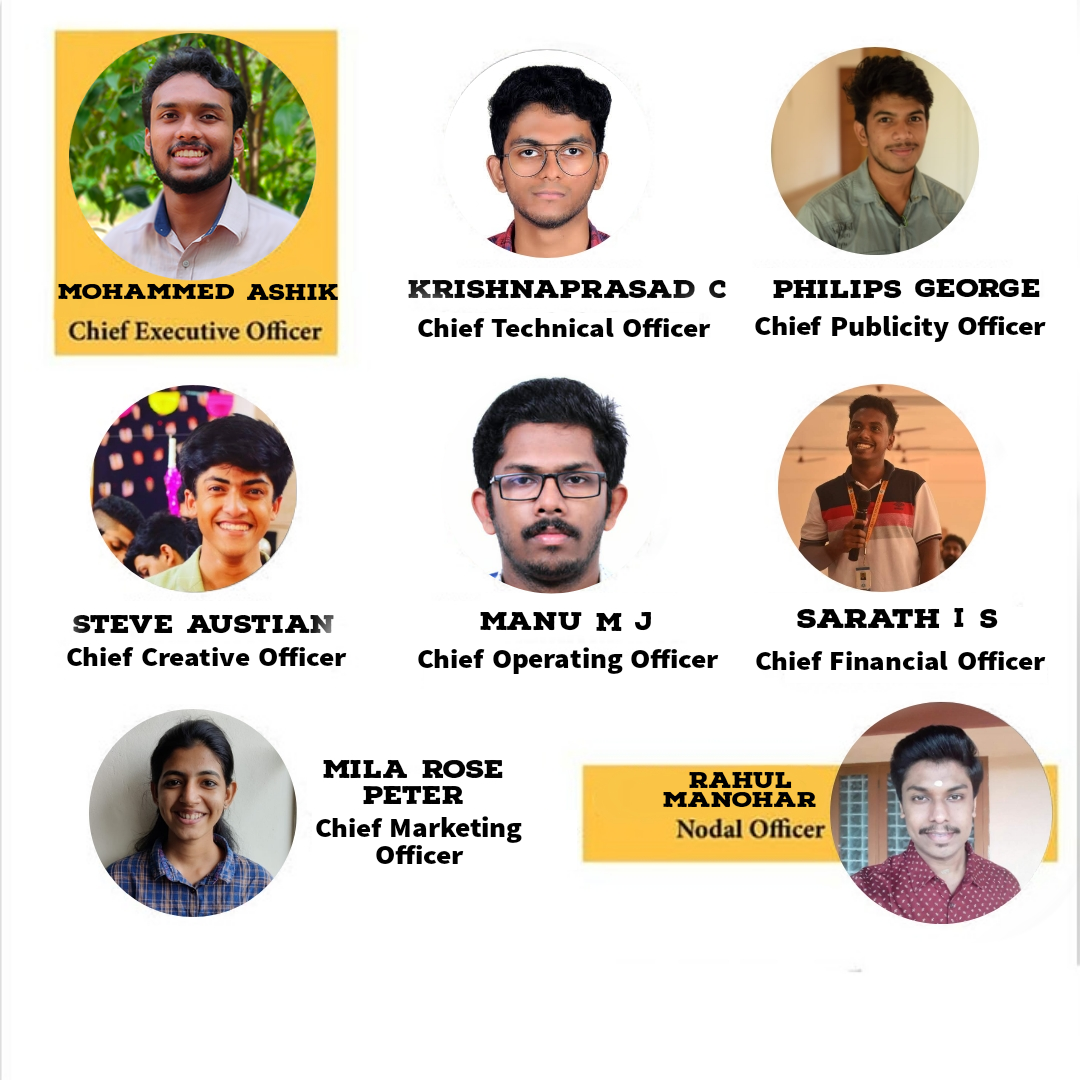 MOHAMMED ASHIK
Chief Executive Officer
KRISHNAPRASAD C
Chief Technical Officer
PHILIPS GEORGE
Chief Publicity Officer
STEVE AUSTIAN
Chief Creative Officer
MANU M J
Chief Operating Officer
SARATH I S
Chief Financial Officer
MILA ROSE
PETER
Chief Marketing
Officer
RAHUL
MANOHAR
Nodal Officer